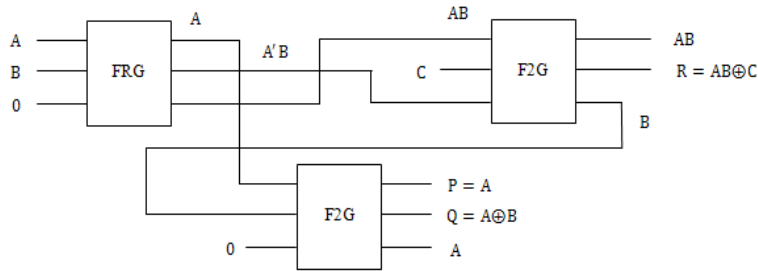 A
AB
A
A′B
AB
B
FRG
C
F2G
R = AB⊕C
0
B
P = A
F2G
Q = A⊕B
0
A